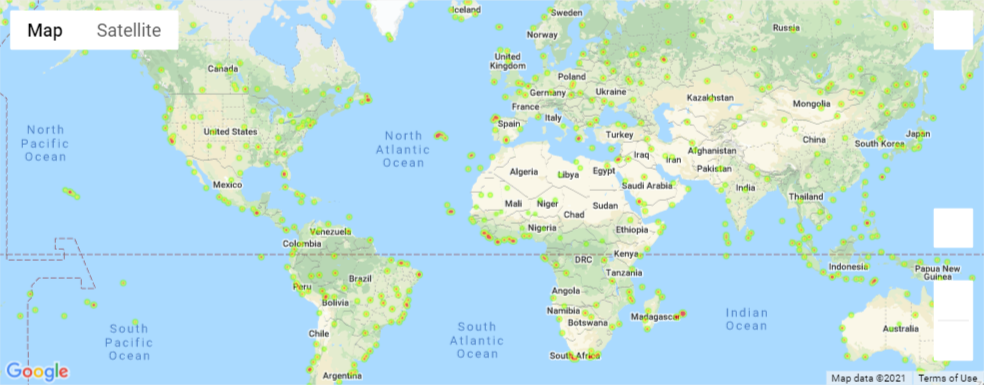 Map Satellite
Iceland
Sweden
Russia
Norway
Canada
United
Kingdom
Poland
Germany
Ukraine
Kazakhstan
Mongolia
France
Italy
Spain
North
Pacific
Ocean
United States
North
Atlantic
Ocean
Turkey
China
South Korea
Japan
Afghanistan
Iraq
Iran
Pakistan
Algeria
Libya
Egypt
Saudi Arabia
India
Mexico
Mali
Niger
Chad
Sudan
Thailand
Venezuela
Nigeria
Ethiopia
Colombia
DRC
Kenya
Tanzania
Indonesia
Papua New
Guinea
Brazil
Peru
Bolivia
Angola
Namibia
Botswana
Madagascar
Indian
Ocean
South
Pacific
Ocean
Chile
South
Atlantic
Ocean
Australia
South Africa
Argentina
Google
Map data ©2021 Terms of Use